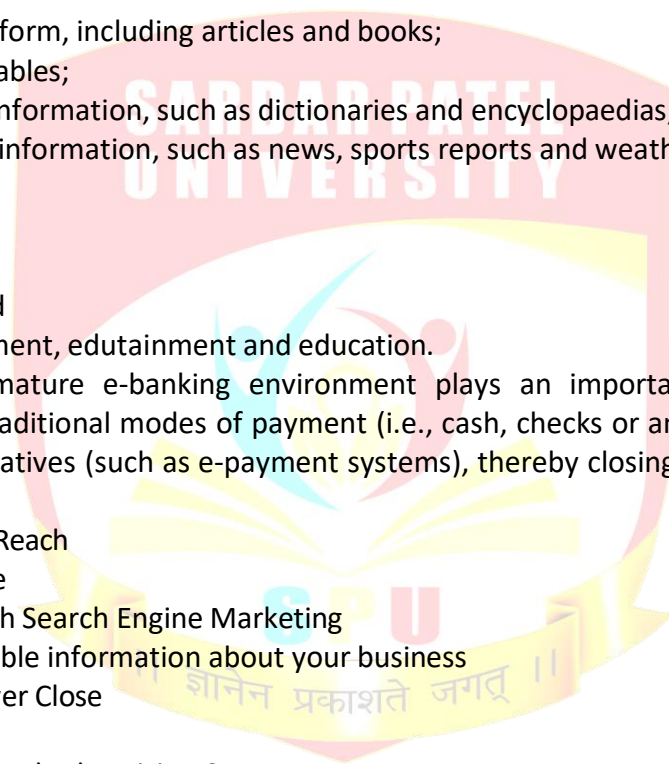 form, including articles and books;
ables;
SARDAR PATEL
nformation, such as dictionaries and encyclopaedias,
information, such as news, sports reports and weath
UNIVERSITY
d
ment, edutainment and education.
mature e-banking environment plays an importa
aditional modes of payment (i.e., cash, checks or ar
atives (such as e-payment systems), thereby closing
Reach
e
h Search Engine Marketing
SPU
ble information about your business
।। ज्ञानेन प्रकाशते जगत् ।।
er Close